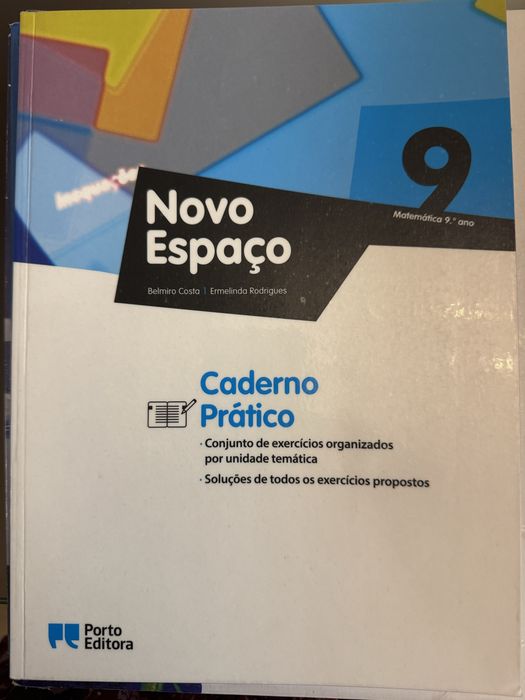 inequações
9
Matemática 9.º ano
Novo
Espaço
Belmiro Costa | Ermelinda Rodrigues
Caderno
Prático
· Conjunto de exercícios organizados
por unidade temática
· Soluções de todos os exercícios propostos
Porto
Editora